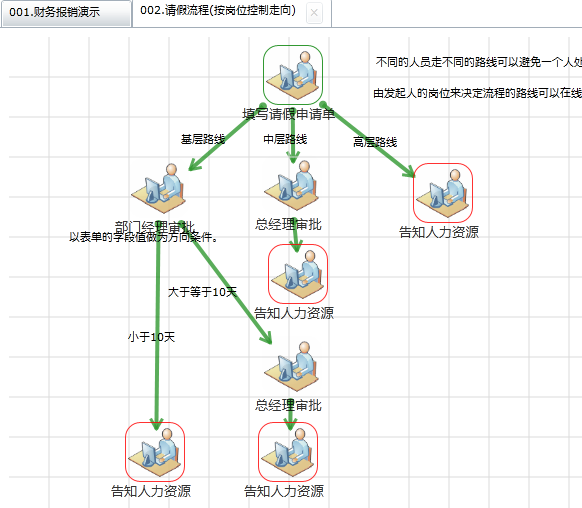 001.财务报销演示
002.请假流程(按岗位控制走向)
不同的人员走不同的路线可以避免一个人处
由发起人的岗位来决定流程的路线可以在线
填写请假申请单
基层路线
中层路线
高层路线
部门经理审批
总经理审批
告知人力资源
以表单的字段值做为方向条件。
大于等于10天
告知人力资源
小于10天
总经理审批
告知人力资源
告知人力资源